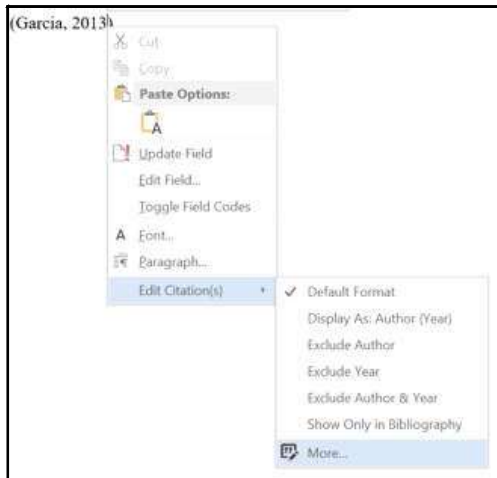 (Garcia, 2013)
Cut
Copy
Paste Options:
Update Field
Edit Field...
Toggle Field Codes
Font...
Paragraph...
Edit Citation(s)
Default Format
Display As: Author (Year)
Exclude Author
Exclude Year
Exclude Author & Year
Show Only in Bibliography
More...